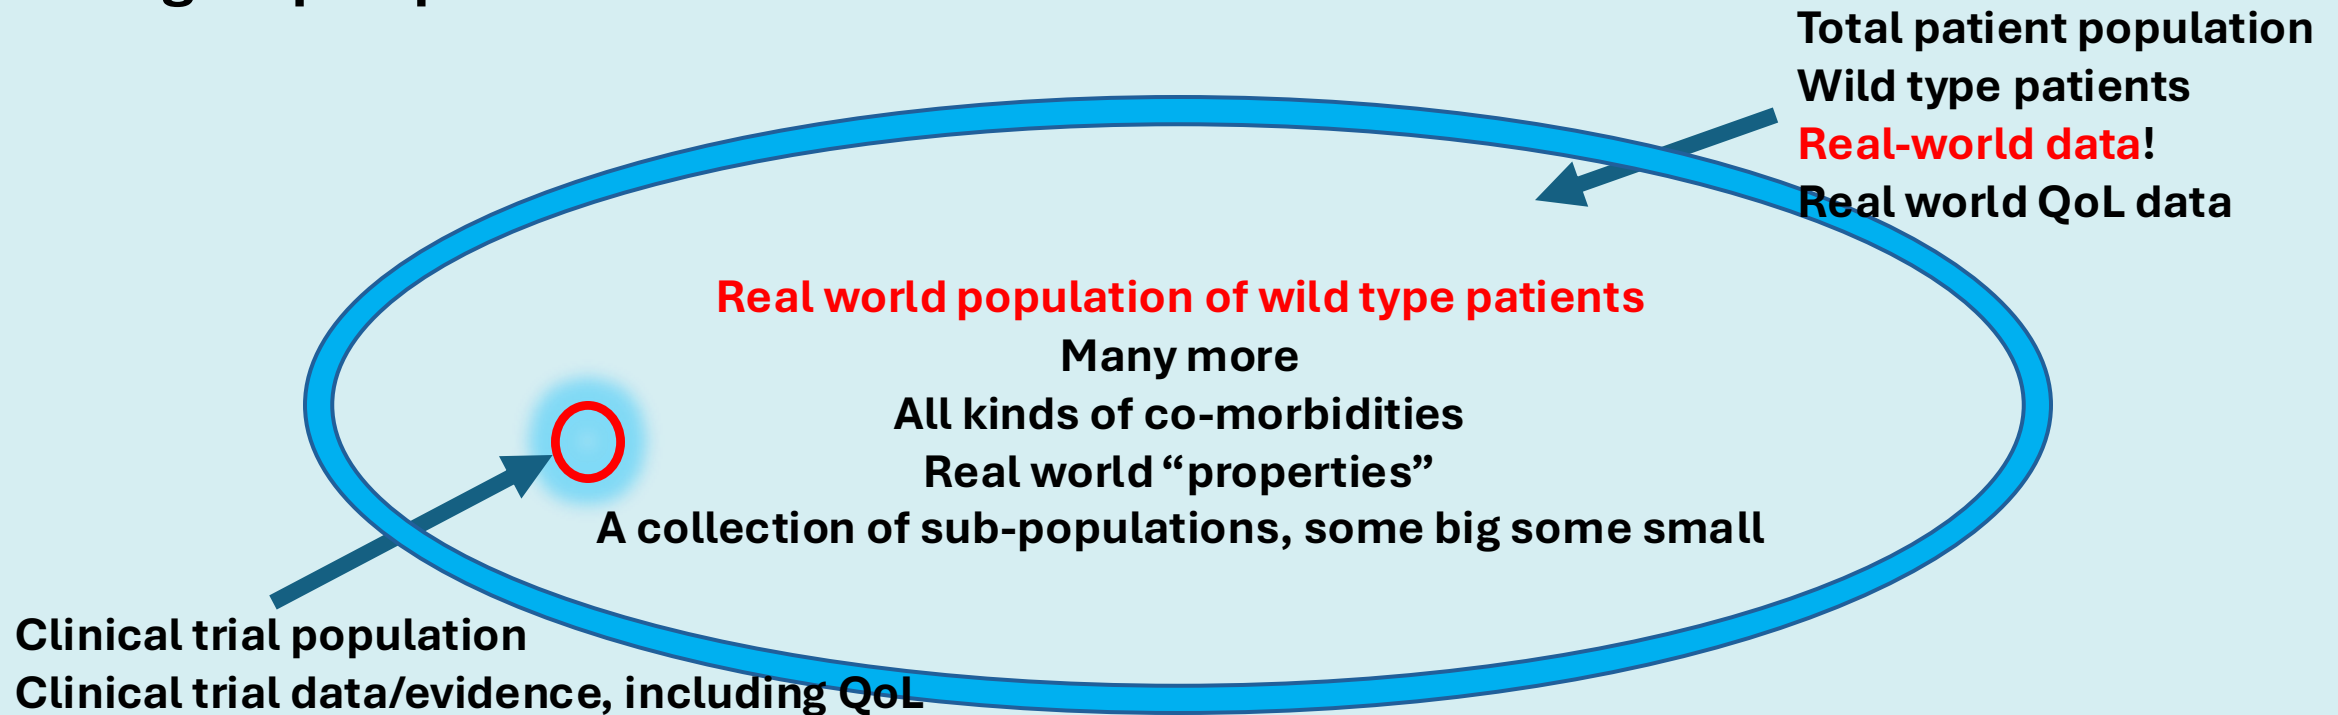 Total patient population
Wild type patients
Real-world data!
Real world QoL data
Real world population of wild type patients
Many more
All kinds of co-morbidities
Real world “properties”
A collection of sub-populations, some big some small
Clinical trial population
Clinical trial data/evidence, including QoL